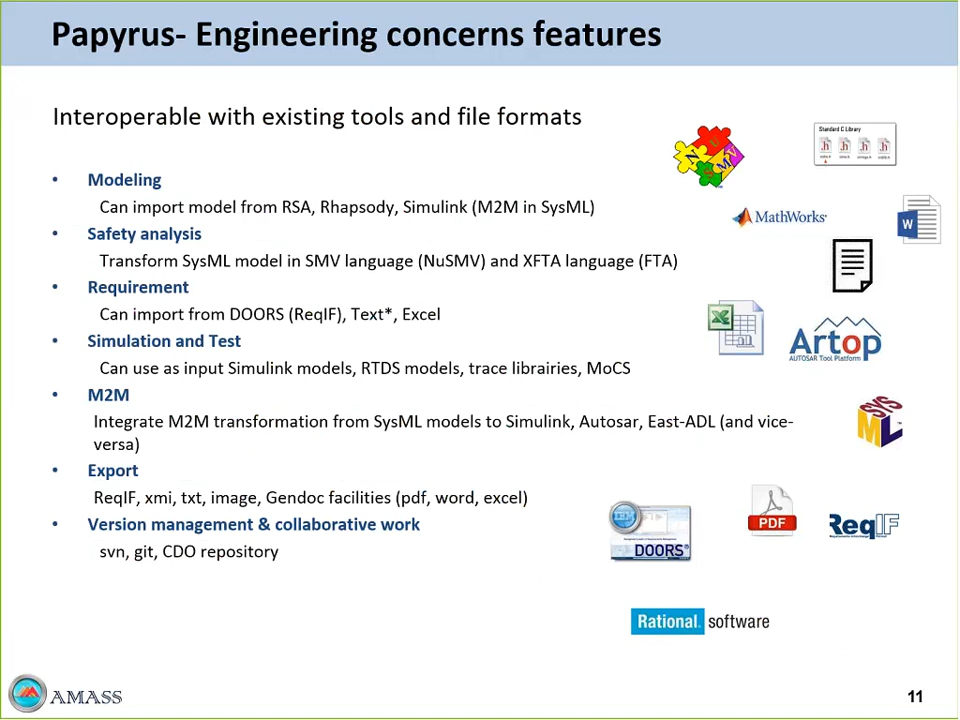 Papyrus- Engineering concerns features
Interoperable with existing tools and file formats
• Modeling
Can import model from RSA, Rhapsody, Simulink (M2M in SysML)
• Safety analysis
Transform SysML model in SMV language (NuSMV) and XFTA language (FTA)
• Requirement
Can import from DOORS (ReqIF), Text*, Excel
• Simulation and Test
Can use as input Simulink models, RTDS models, trace librairies, MoCS
• M2M
Integrate M2M transformation from SysML models to Simulink, Autosar, East-ADL (and vice-
versa)
• Export
ReqIF, xmi, txt, image, Gendoc facilities (pdf, word, excel)
• Version management & collaborative work
svn, git, CDO repository
NuSMV
Standard C Library
.h .h .h .h
MathWorks
W
X
Artop
AUTOSAR Tool Platform
SYS
ML
IBM
DOORS
PDF
ReqIF
Rational. software
AMASS
11